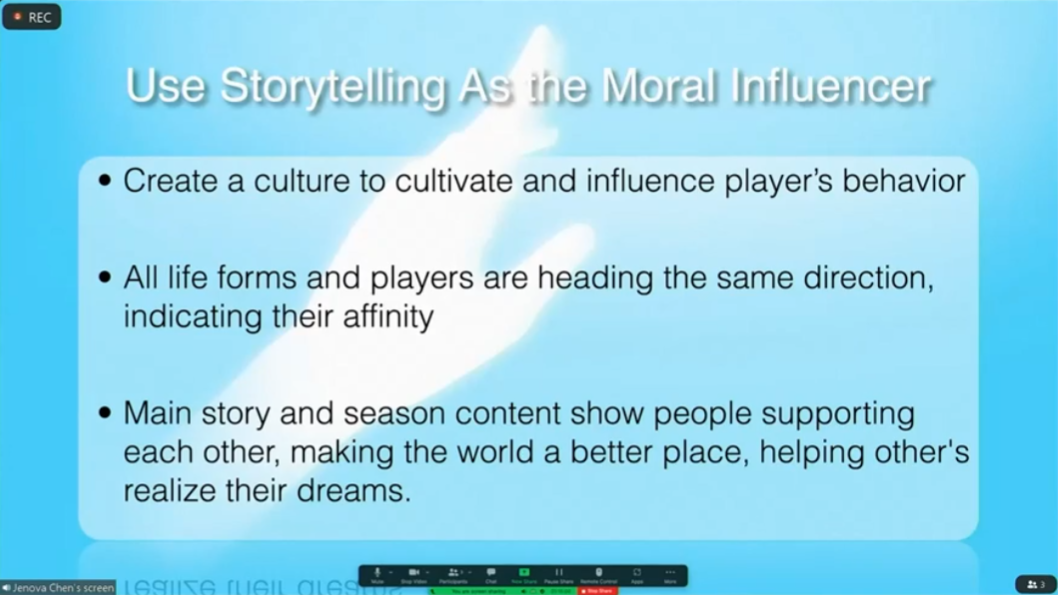 REC
Use Storytelling As the Moral Influencer
• Create a culture to cultivate and influence player's behavior
• All life forms and players are heading the same direction,
indicating their affinity
• Main story and season content show people supporting
each other, making the world a better place, helping other's
realize their dreams.
realize their dreams
Mute Stop Video Participants Chat New Share Pause Share Remote Control Apps More
You are screen sharing Stop Share
Jenova Chen's screen
3